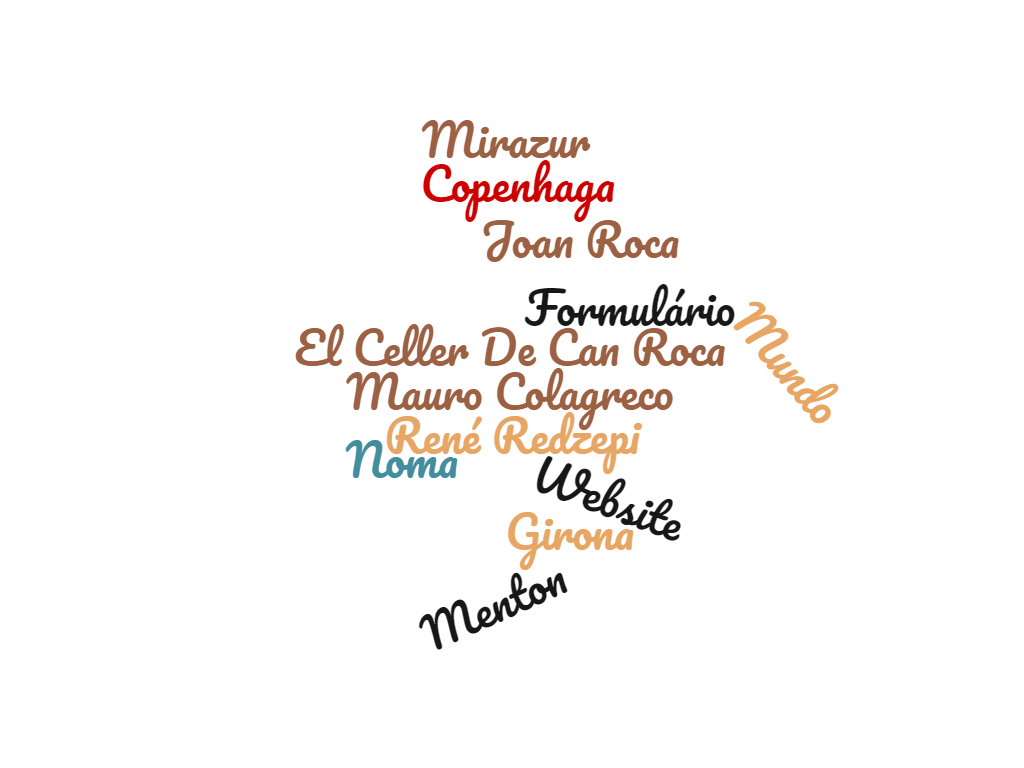 Mirazur
Copenhaga
Joan Roca
Formulário
Mundo
El Celler De Can Roca
Mauro Colagreco
René Redzepi
Noma
Website
Girona
Menton